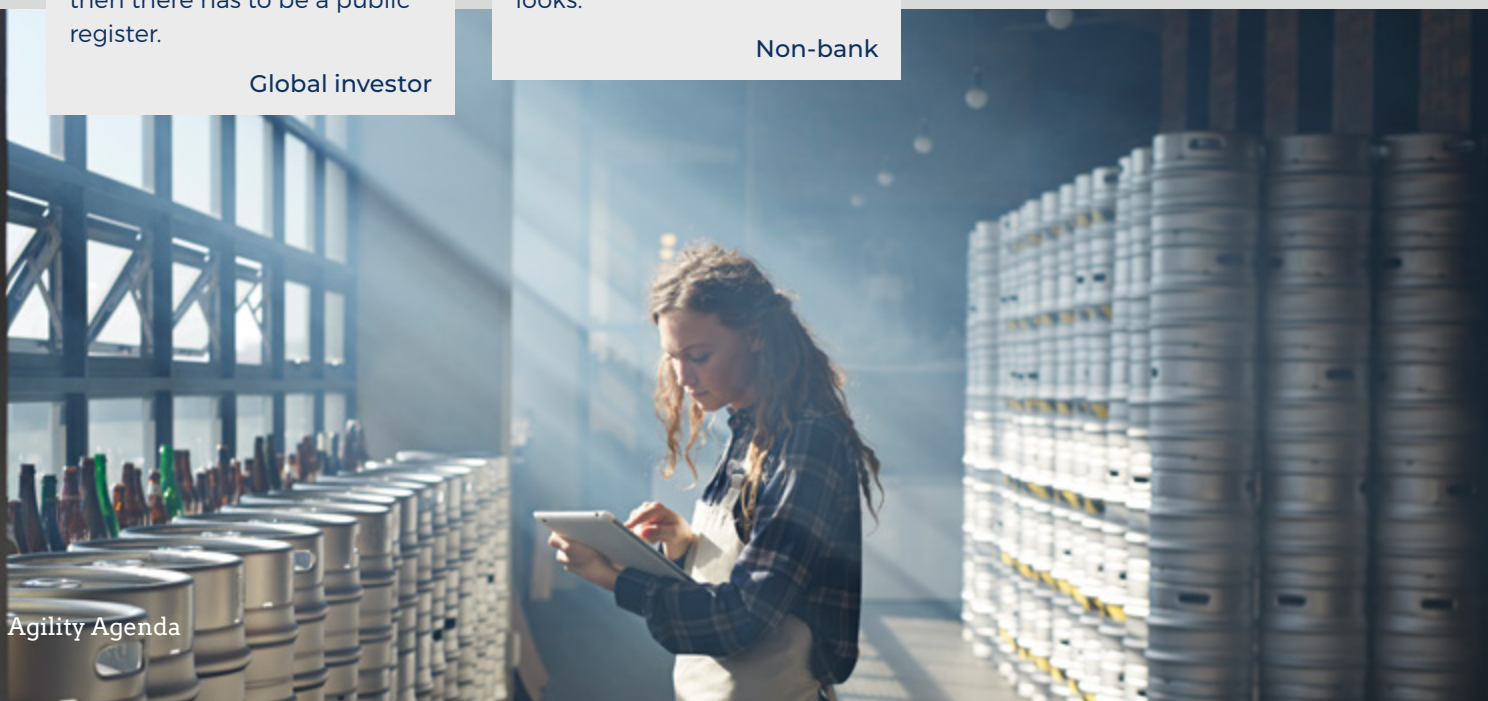 then there has to be a public
register.
Global investor
looks.
Non-bank
Agility Agenda